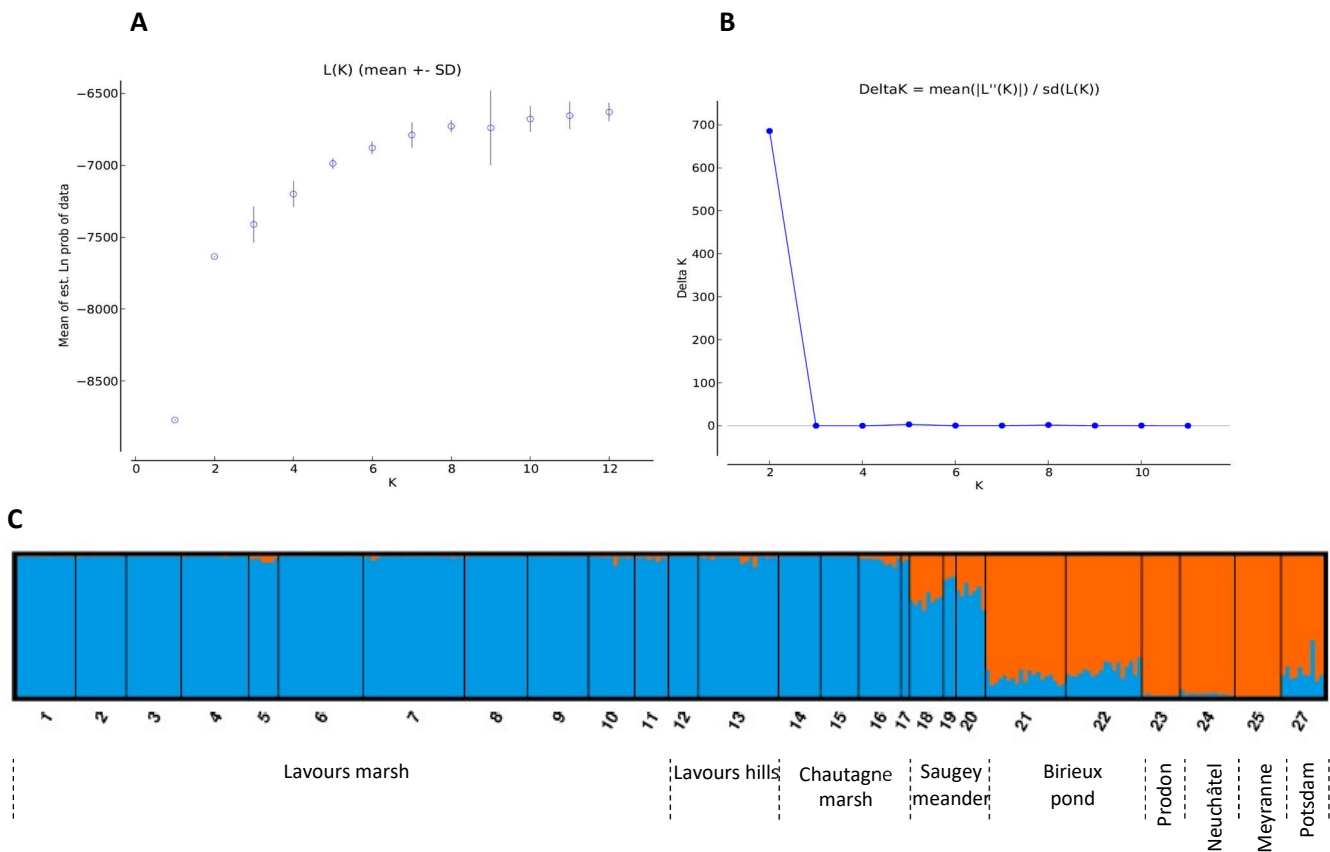 A
B
L(K) (mean +- SD)
DeltaK = mean(|L''(K)|) / sd(L(K))
Mean of est. Ln prob of data
−6500
−7000
−7500
−8000
−8500
0 2 4 6 8 10 12
K
Delta K
700
600
500
400
300
200
100
0
2 4 6 8 10
K
C
1 2 3 4 5 6 7 8 9 10 11 12 13 14 15 16 17 18 19 20 21 22 23 24 25 27
Lavours marsh
Lavours hills
Chautagne
marsh
Saugey
meander
Birieux
pond
Prodon
Neuchâtel
Meyranne
Potsdam